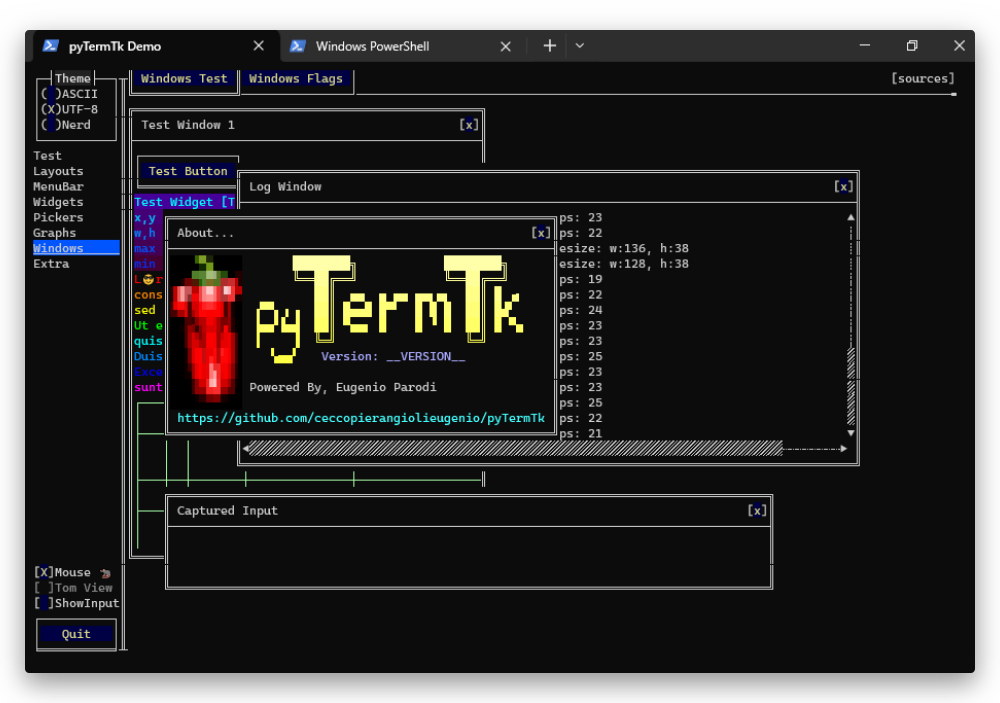 pyTermTk Demo
Windows PowerShell
Theme
( )ASCII
(X)UTF-8
( )Nerd
Windows Test
Windows Flags
[sources]
Test
Layouts
MenuBar
Widgets
Pickers
Graphs
Windows
Extra
Test Window 1
[x]
Test Button
Test Widget [T
x,y
w,h
max
min
L😎r
cons
sed
Ut e
quis
Duis
Exce
sunt
Log Window
[x]
ps: 23
ps: 22
esize: w:136, h:38
esize: w:128, h:38
ps: 19
ps: 22
ps: 24
ps: 23
ps: 23
ps: 25
ps: 23
ps: 23
ps: 25
ps: 22
ps: 21
About...
[x]
pyTermTk
Version: __VERSION__
Powered By, Eugenio Parodi
https://github.com/ceccopierangiolieugenio/pyTermTk
Captured Input
[x]
[X]Mouse
[ ]Tom View
[ ]ShowInput
Quit